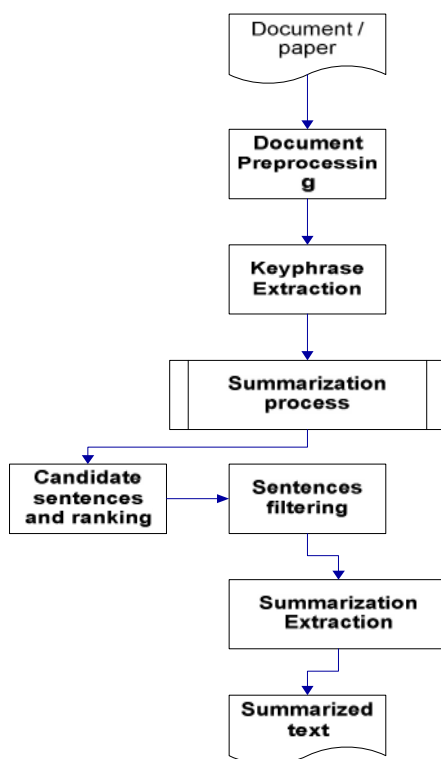 Document /
paper
Document
Preprocessin
g
Keyphrase
Extraction
Summarization
process
Candidate
sentences
and ranking
Sentences
filtering
Summarization
Extraction
Summarized
text